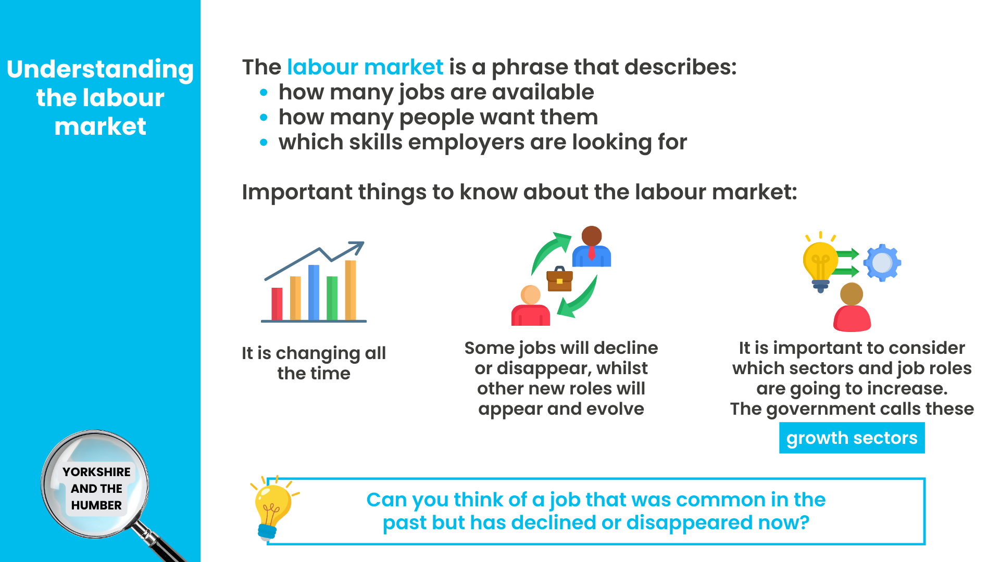 Understanding
the labour
market
The labour market is a phrase that describes:
• how many jobs are available
• how many people want them
• which skills employers are looking for
Important things to know about the labour market:
It is changing all
the time
Some jobs will decline
or disappear, whilst
other new roles will
appear and evolve
It is important to consider
which sectors and job roles
are going to increase.
The government calls these
growth sectors
YORKSHIRE
AND THE
HUMBER
Can you think of a job that was common in the
past but has declined or disappeared now?